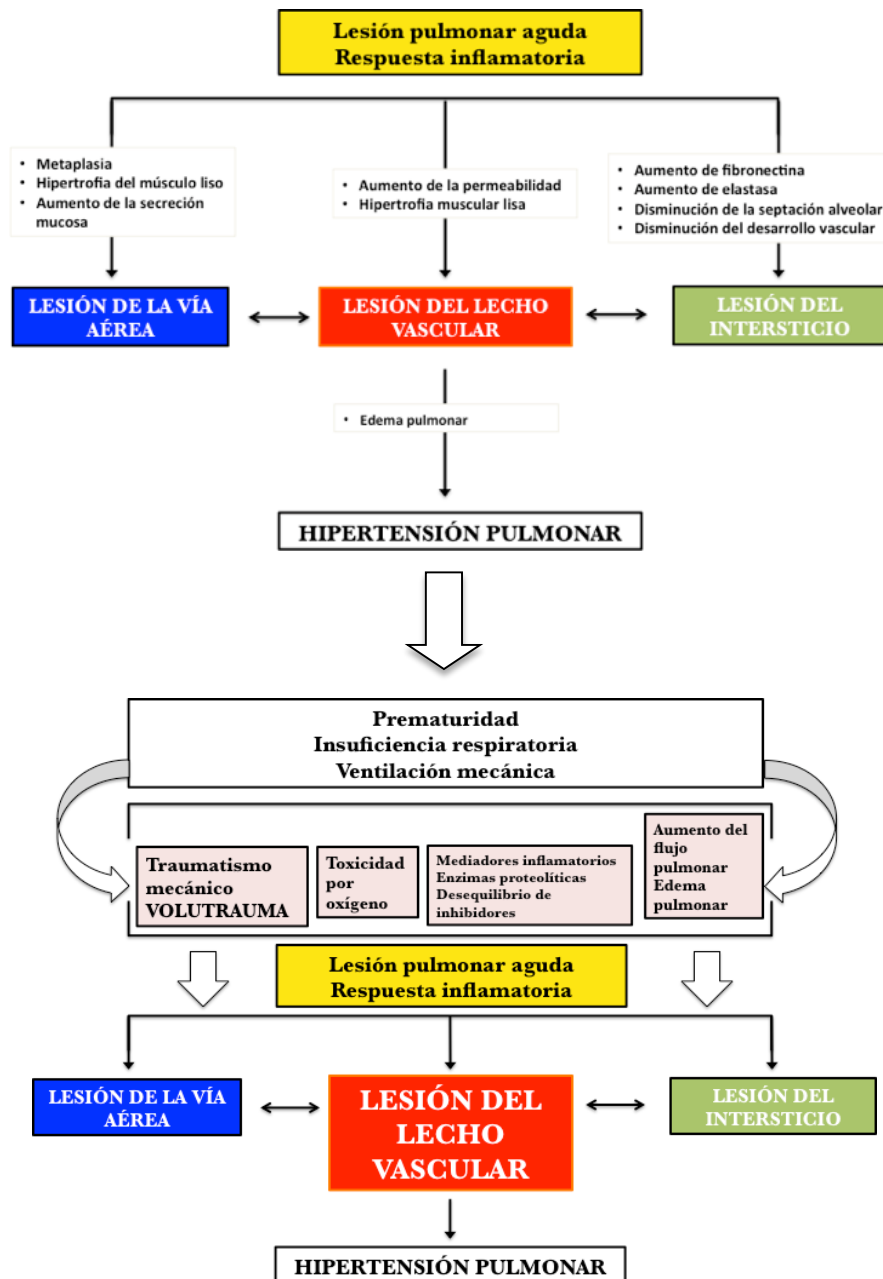 Lesión pulmonar aguda
Respuesta inflamatoria
• Metaplasia
• Hipertrofia del músculo liso
• Aumento de la secreción
mucosa
• Aumento de la permeabilidad
• Hipertrofia muscular lisa
• Aumento de fibronectina
• Aumento de elastasa
• Disminución de la septación alveolar
• Disminución del desarrollo vascular
LESIÓN DE LA VÍA
AÉREA
LESIÓN DEL LECHO
VASCULAR
LESIÓN DEL
INTERSTICIO
• Edema pulmonar
HIPERTENSIÓN PULMONAR
Prematuridad
Insuficiencia respiratoria
Ventilación mecánica
Traumatismo
mecánico
VOLUTRAUMA
Toxicidad
por
oxígeno
Mediadores inflamatorios
Enzimas proteolíticas
Desequilibrio de
inhibidores
Aumento del
flujo
pulmonar
Edema
pulmonar
Lesión pulmonar aguda
Respuesta inflamatoria
LESIÓN DE LA VÍA
AÉREA
LESIÓN DEL
LECHO
VASCULAR
LESIÓN DEL
INTERSTICIO
HIPERTENSIÓN PULMONAR